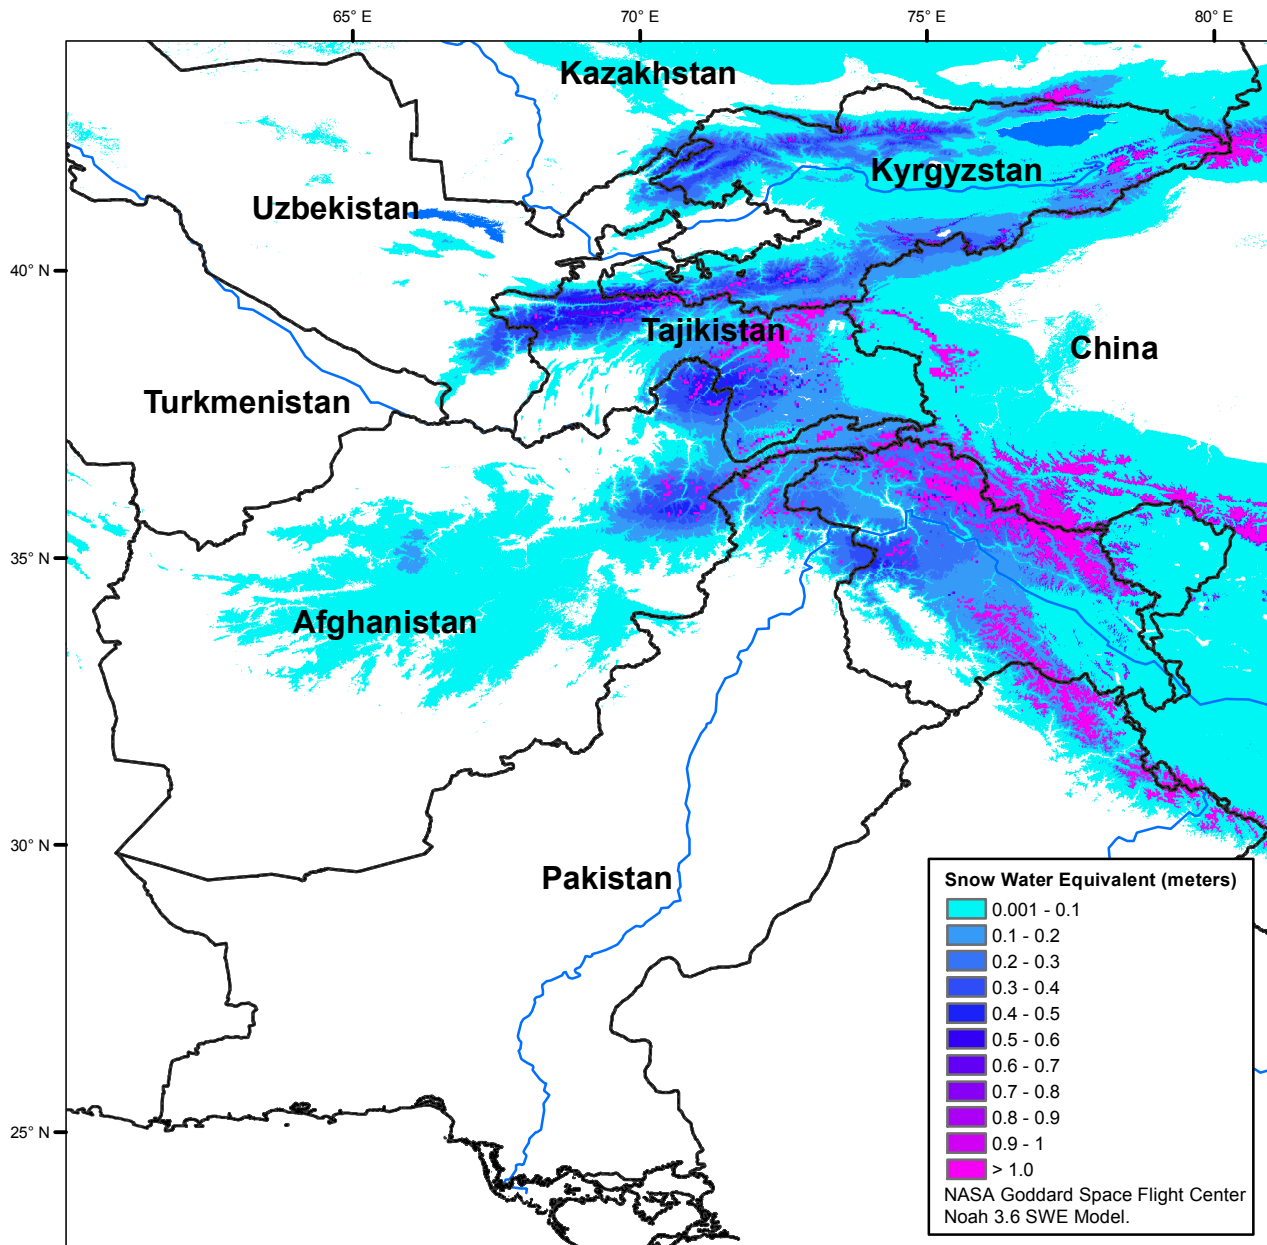 65° E
70° E
75° E
80° E
Kazakhstan
Kyrgyzstan
Uzbekistan
40° N
Tajikistan
China
Turkmenistan
35° N
Afghanistan
30° N
Pakistan
25° N
Snow Water Equivalent (meters)
0.001 - 0.1
0.1 - 0.2
0.2 - 0.3
0.3 - 0.4
0.4 - 0.5
0.5 - 0.6
0.6 - 0.7
0.7 - 0.8
0.8 - 0.9
0.9 - 1
> 1.0
NASA Goddard Space Flight Center
Noah 3.6 SWE Model.